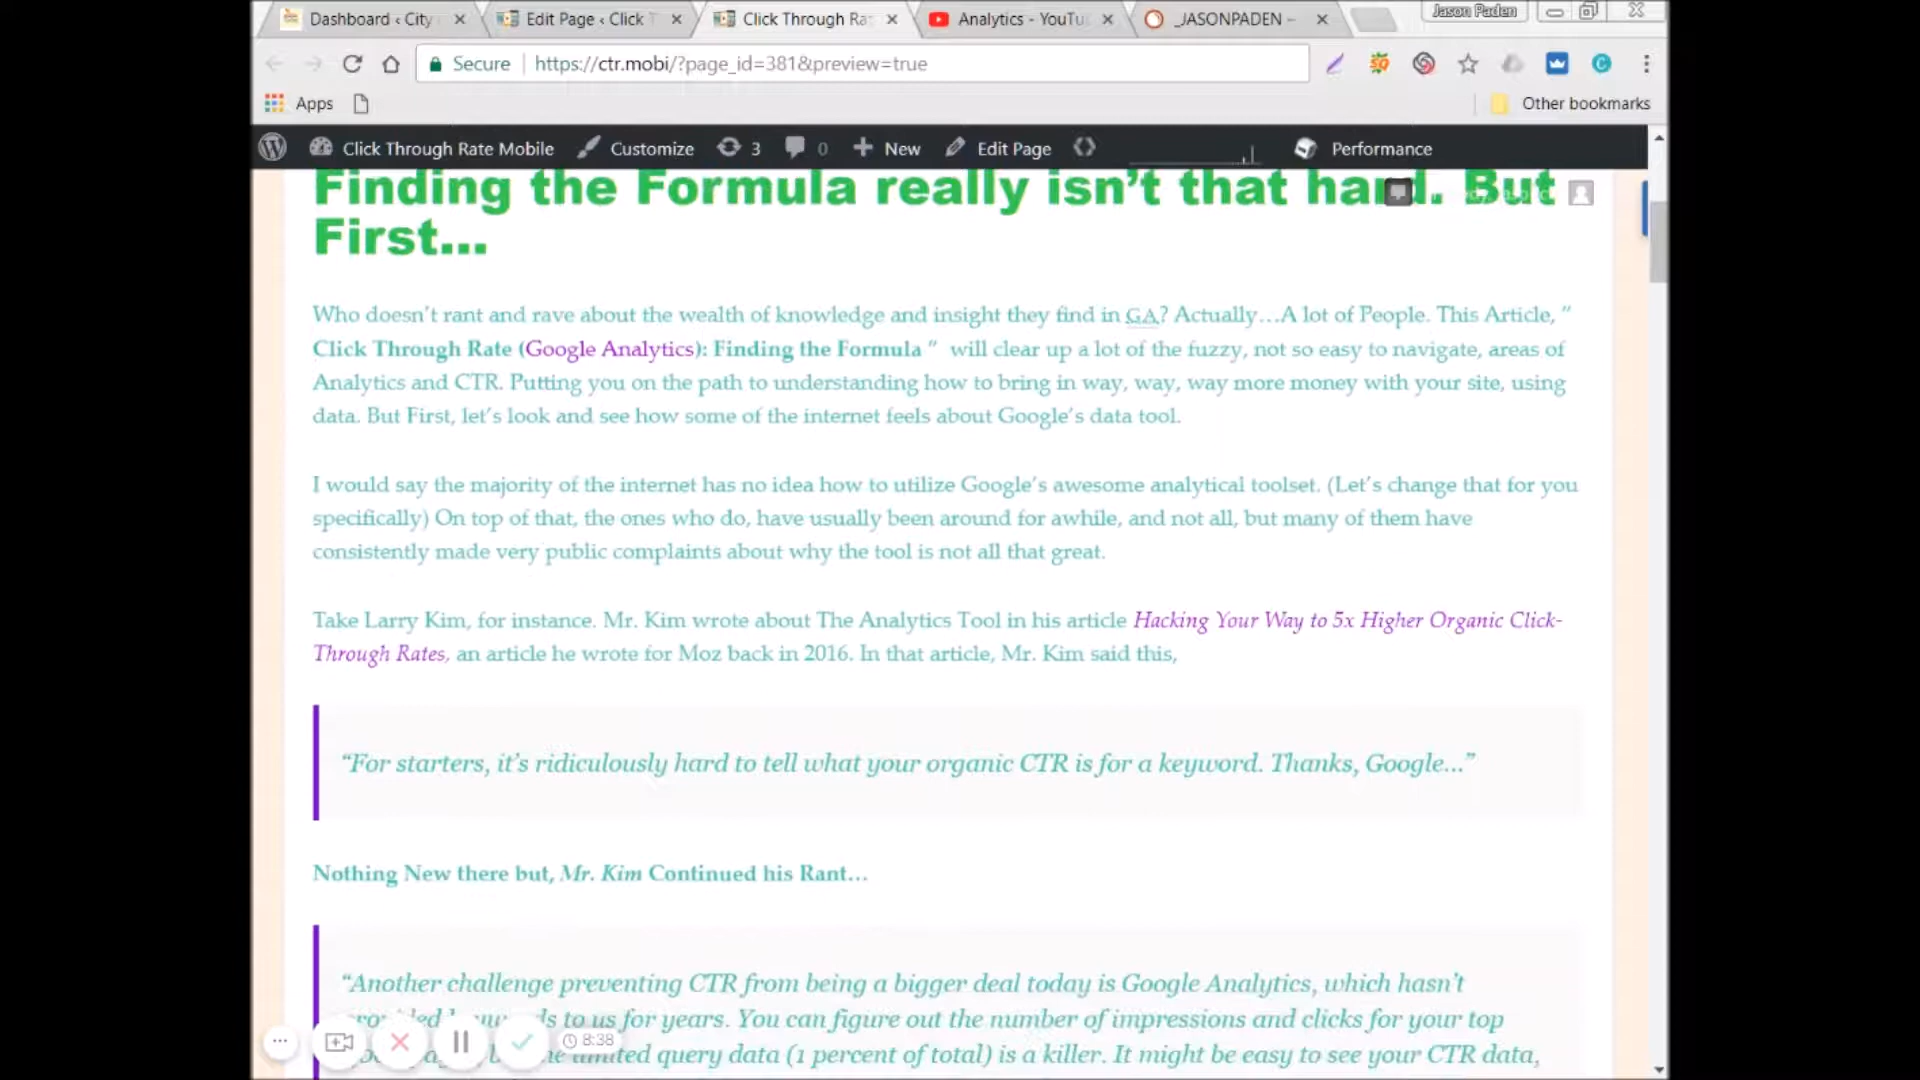 Dashboard ‹ City
Edit Page ‹ Click T
Click Through Ra
Analytics - YouTu
_JASONPADEN –
Jason Paden
Secure
https://ctr.mobi/?page_id=381&preview=true
Apps
Other bookmarks
Click Through Rate Mobile
Customize
3
0
New
Edit Page
Performance
Finding the Formula really isn’t that hard. But
First…
Who doesn’t rant and rave about the wealth of knowledge and insight they find in GA? Actually…A lot of People. This Article, ”
Click Through Rate (Google Analytics): Finding the Formula ” will clear up a lot of the fuzzy, not so easy to navigate, areas of
Analytics and CTR. Putting you on the path to understanding how to bring in way, way, way more money with your site, using
data. But First, let’s look and see how some of the internet feels about Google’s data tool.
I would say the majority of the internet has no idea how to utilize Google’s awesome analytical toolset. (Let’s change that for you
specifically) On top of that, the ones who do, have usually been around for awhile, and not all, but many of them have
consistently made very public complaints about why the tool is not all that great.
Take Larry Kim, for instance. Mr. Kim wrote about The Analytics Tool in his article Hacking Your Way to 5x Higher Organic Click-
Through Rates, an article he wrote for Moz back in 2016. In that article, Mr. Kim said this,
“For starters, it’s ridiculously hard to tell what your organic CTR is for a keyword. Thanks, Google…”
Nothing New there but, Mr. Kim Continued his Rant…
“Another challenge preventing CTR from being a bigger deal today is Google Analytics, which hasn’t
to us for years. You can figure out the number of impressions and clicks for your top
limited query data (1 percent of total) is a killer. It might be easy to see your CTR data,
8:38